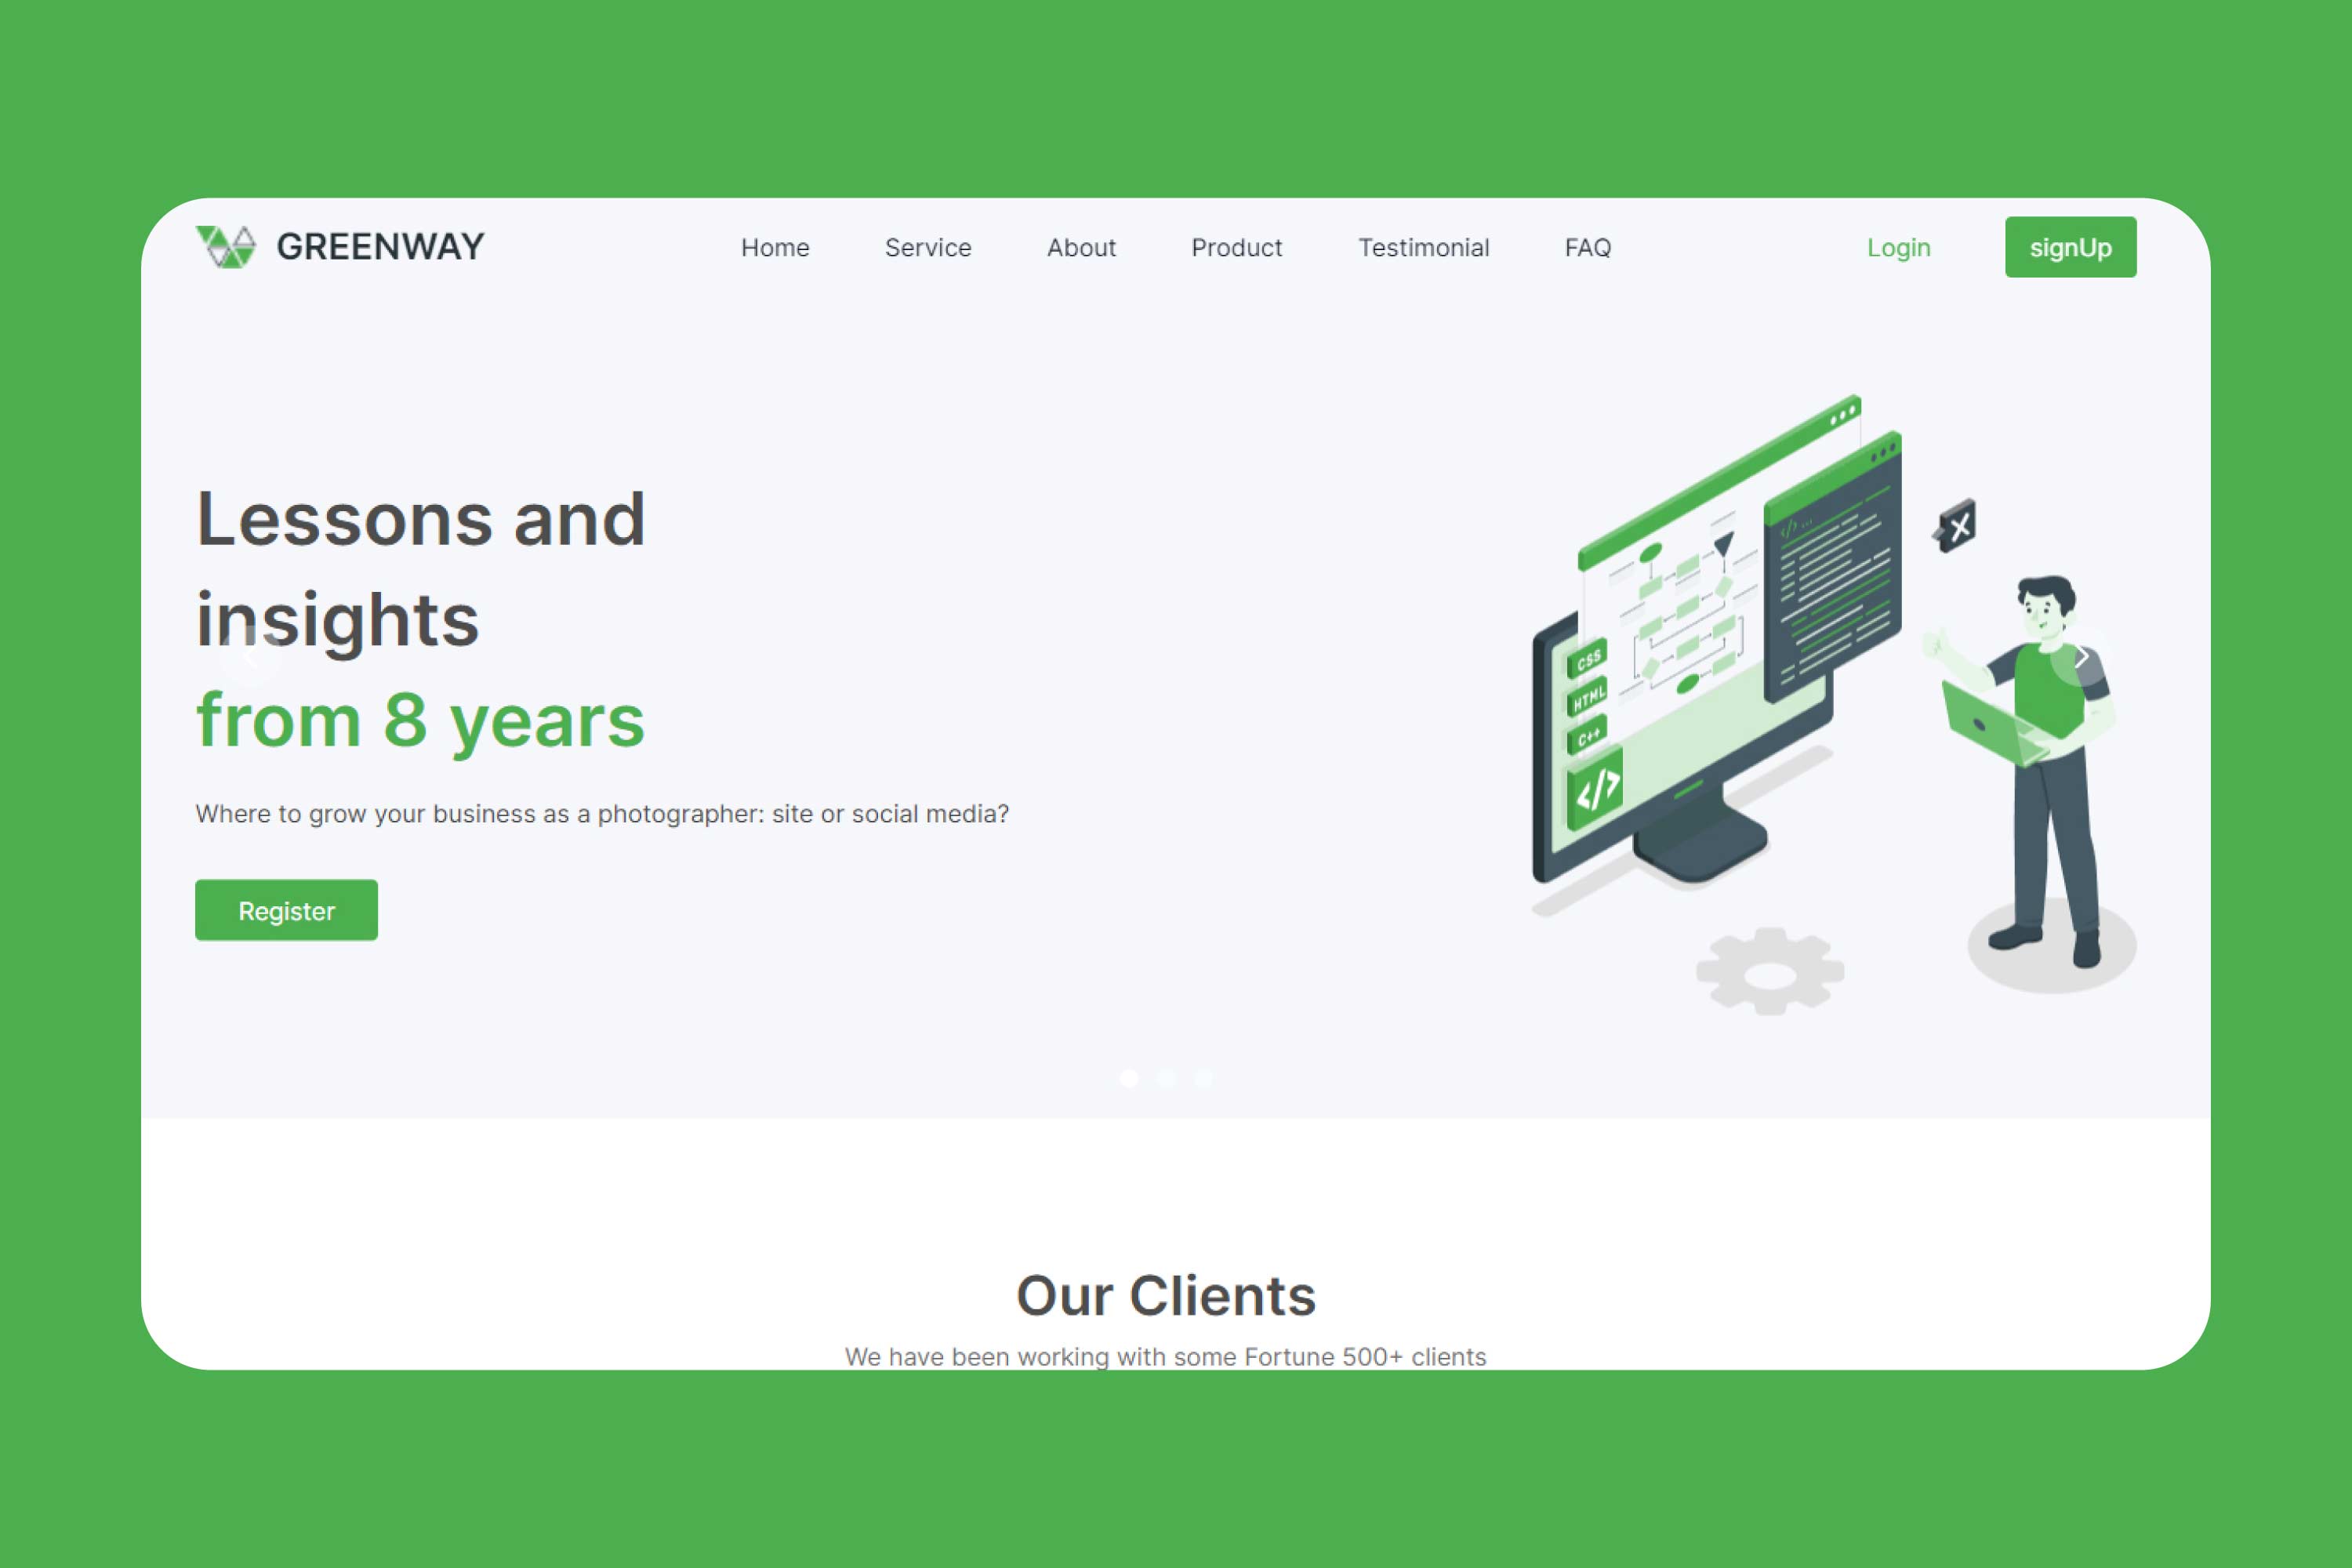 GREENWAY
Home Service About Product Testimonial FAQ Login signUp
Lessons and
insights
from 8 years
Where to grow your business as a photographer: site or social media?
Register
CSS
HTML
C++
</>
</> ...
Our Clients
We have been working with some Fortune 500+ clients